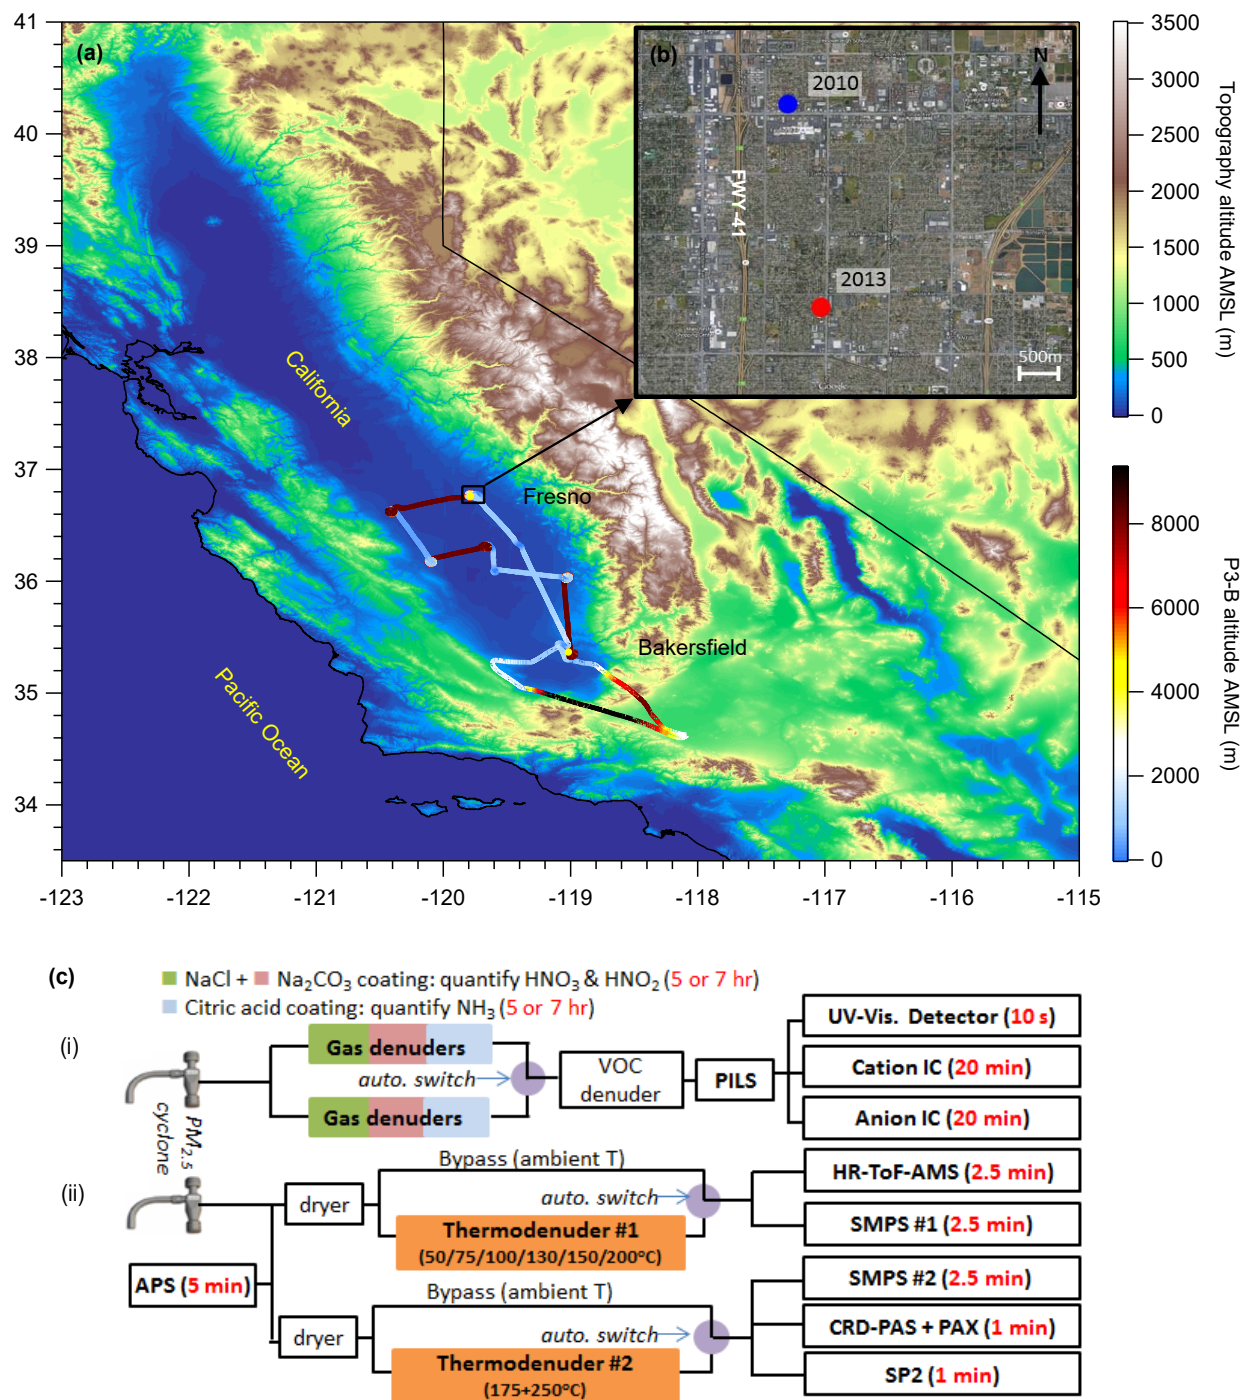 (a)
41
40
39
38
37
36
35
34
-123
-122
-121
-120
-119
-118
-117
-116
-115
California
Pacific Ocean
Fresno
Bakersfield
(b)
2010
2013
FWY-41
N
500m
Google
3500
3000
2500
2000
1500
1000
500
0
Topography altitude AMSL (m)
8000
6000
4000
2000
0
P3-B altitude AMSL (m)
(c)
NaCl + Na₂CO₃ coating: quantify HNO₃ & HNO₂ (5 or 7 hr)
Citric acid coating: quantify NH₃ (5 or 7 hr)
(i)
Gas denuders
auto. switch
Gas denuders
VOC
denuder
PILS
UV-Vis. Detector (10 s)
Cation IC (20 min)
Anion IC (20 min)
PM₂.₅
cyclone
(ii)
Bypass (ambient T)
dryer
auto. switch
Thermodenuder #1
(50/75/100/130/150/200°C)
HR-ToF-AMS (2.5 min)
SMPS #1 (2.5 min)
APS (5 min)
Bypass (ambient T)
dryer
auto. switch
Thermodenuder #2
(175+250°C)
SMPS #2 (2.5 min)
CRD-PAS + PAX (1 min)
SP2 (1 min)